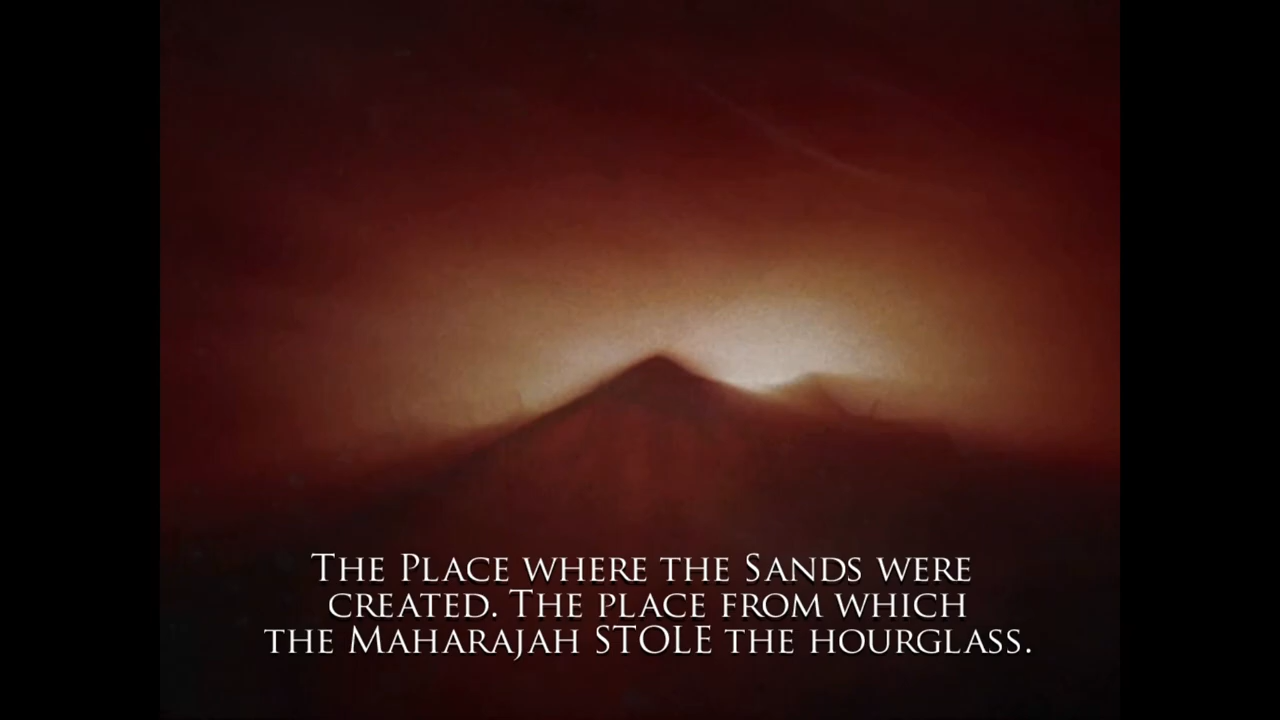 The Place where the Sands were
created. The place from which
the Maharajah STOLE the hourglass.